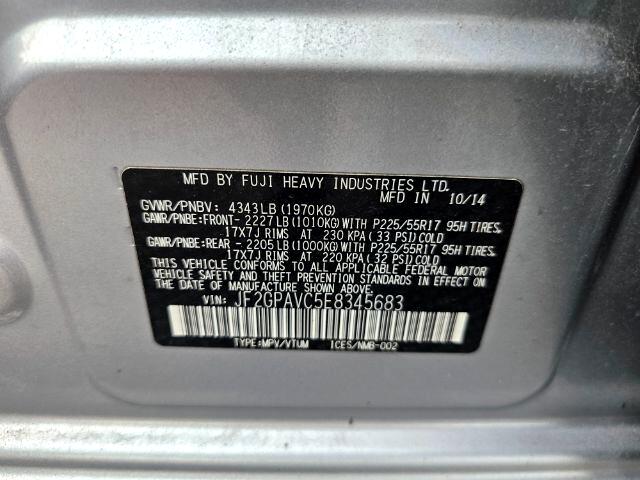 MFD BY FUJI HEAVY INDUSTRIES LTD.
MFD IN 10/14
GVWR/PNBV: 4343LB (1970KG)
GAWR/PNBE:FRONT- 2227LB(1010KG)WITH P225/55R17 95H TIRES,
17X7J RIMS AT 230 KPA (33 PSI)COLD
GAWR/PNBE:REAR - 2205LB(1000KG)WITH P225/55R17 95H TIRES,
17X7J RIMS AT 220 KPA (32 PSI)COLD
THIS VEHICLE CONFORMS TO ALL APPLICABLE FEDERAL MOTOR
VEHICLE SAFETY AND THEFT PREVENTION STANDARDS IN EFFECT ON
THE DATE OF MANUFACTURE SHOWN ABOVE.
VIN: JF2GPAVC5E8345683
TYPE:MPV/VTUM ICES/NMB-002